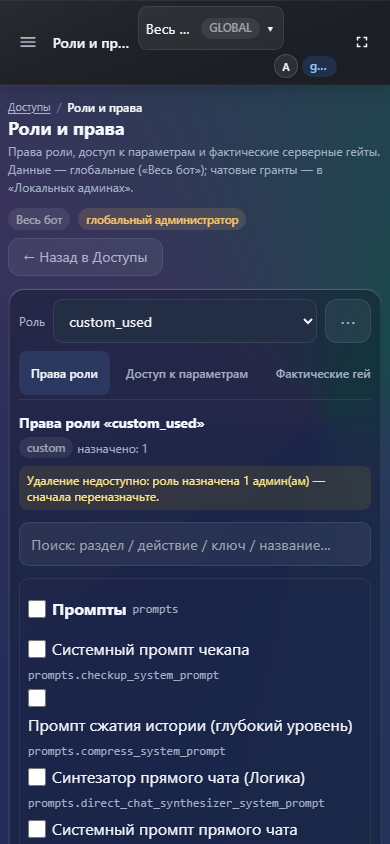 Роли и пр...
Весь ... GLOBAL ▾
A g...
Доступы / Роли и права
Роли и права
Права роли, доступ к параметрам и фактические серверные гейты.
Данные — глобальные («Весь бот»); чатовые гранты — в
«Локальных админах».
Весь бот глобальный администратор
← Назад в Доступы
Роль custom_used ...
Права роли Доступ к параметрам Фактические гей
Права роли «custom_used»
custom назначено: 1
Удаление недоступно: роль назначена 1 админ(ам) —
сначала переназначьте.
Поиск: раздел / действие / ключ / название...
Промпты prompts
Системный промпт чекапа
prompts.checkup_system_prompt
Промпт сжатия истории (глубокий уровень)
prompts.compress_system_prompt
Синтезатор прямого чата (Логика)
prompts.direct_chat_synthesizer_system_prompt
Системный промпт прямого чата